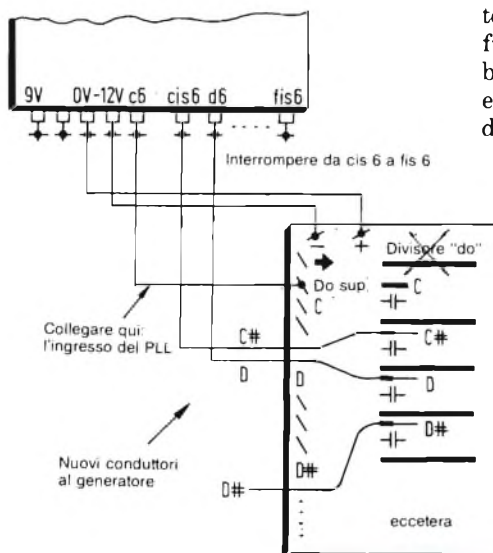 9V 0V -12V c6 cis6 d6 fis6
Interrompere da cis 6 a fis 6
Divisore "do"
Do sup.
C
C
Collegare qui:
l'ingresso del PLL
C#
C#
D
D
D
Nuovi conduttori
al generatore
D#
D#
D#
eccetera